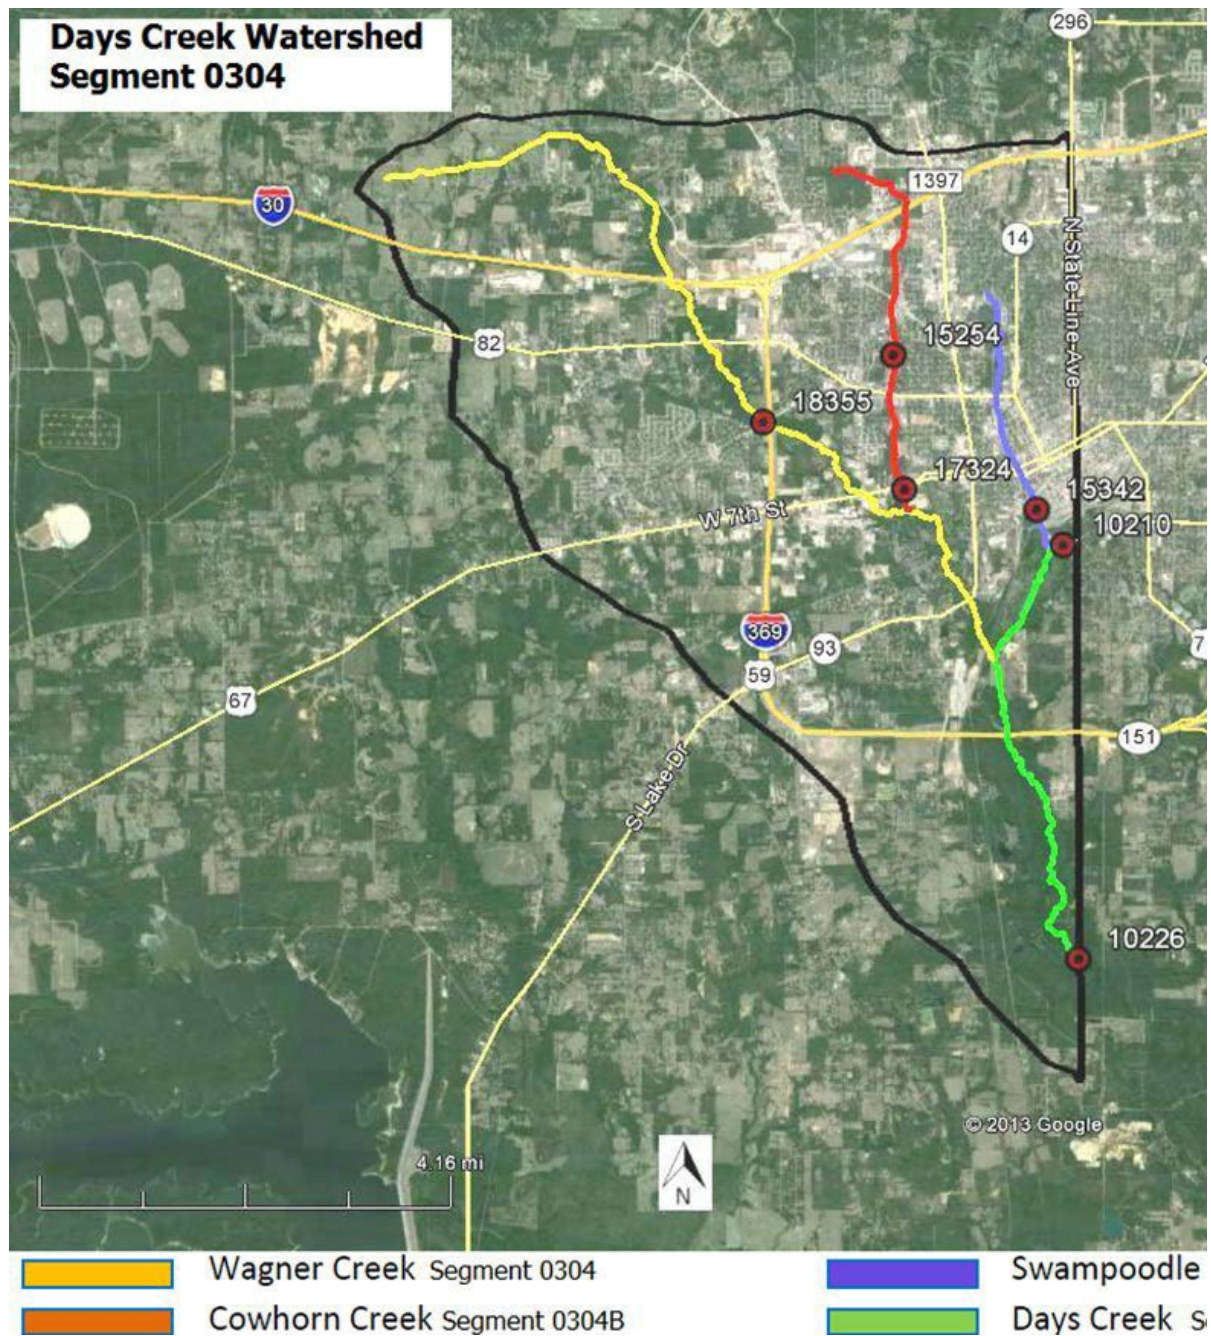 Days Creek Watershed
Segment 0304
296
30
1397
14
N State Line Ave
82
15254
18355
17324
15342
W 7th St
10210
369
93
59
7
67
151
S Lake Dr
10226
© 2013 Google
4.16 mi
N
Wagner Creek Segment 0304
Swampoodle
Cowhorn Creek Segment 0304B
Days Creek S